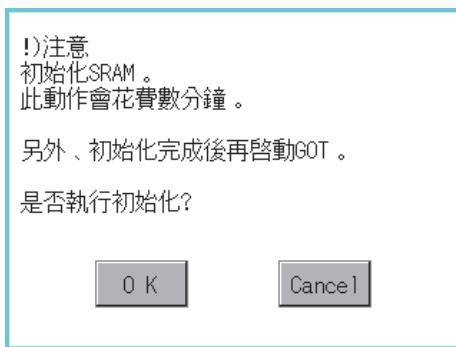 !)注意
初始化SRAM。
此動作會花費數分鐘。
另外、初始化完成後再啓動GOT。
是否執行初始化?
OK
Cancel